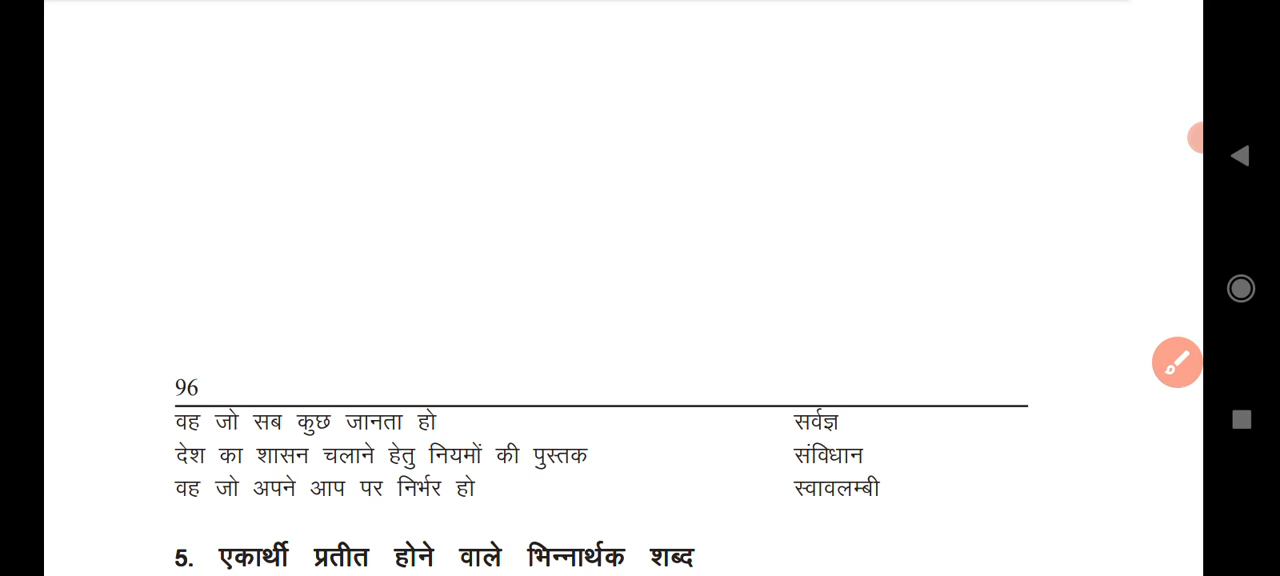 96
वह जो सब कुछ जानता हो सर्वज्ञ
देश का शासन चलाने हेतु नियमों की पुस्तक संविधान
वह जो अपने आप पर निर्भर हो स्वावलम्बी
5. एकार्थी प्रतीत होने वाले भिन्नार्थक शब्द